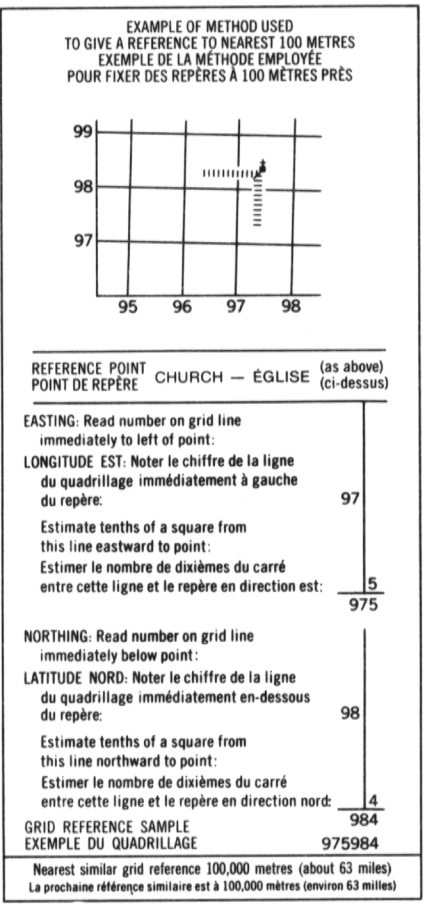 EXAMPLE OF METHOD USED
TO GIVE A REFERENCE TO NEAREST 100 METRES
EXEMPLE DE LA MÉTHODE EMPLOYÉE
POUR FIXER DES REPÈRES À 100 MÈTRES PRÈS
99
98
97
95 96 97 98
REFERENCE POINT
POINT DE REPÈRE
CHURCH — ÉGLISE
(as above)
(ci-dessus)
EASTING: Read number on grid line
immediately to left of point:
LONGITUDE EST: Noter le chiffre de la ligne
du quadrillage immédiatement à gauche
du repère: 97
Estimate tenths of a square from
this line eastward to point:
Estimer le nombre de dixièmes du carré
entre cette ligne et le repère en direction est: 5
975
NORTHING: Read number on grid line
immediately below point:
LATITUDE NORD: Noter le chiffre de la ligne
du quadrillage immédiatement en-dessous
du repère: 98
Estimate tenths of a square from
this line northward to point:
Estimer le nombre de dixièmes du carré
entre cette ligne et le repère en direction nord: 4
984
GRID REFERENCE SAMPLE
EXEMPLE DU QUADRILLAGE 975984
Nearest similar grid reference 100,000 metres (about 63 miles)
La prochaine référence similaire est à 100,000 mètres (environ 63 milles)